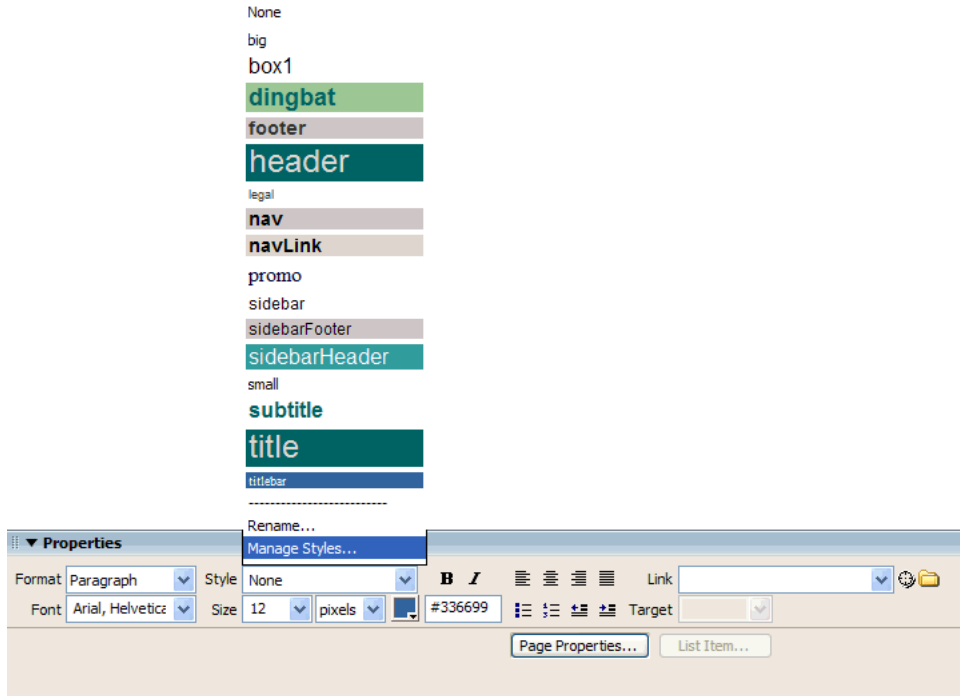 None
big
box1
dingbat
footer
header
legal
nav
navLink
promo
sidebar
sidebarFooter
sidebarHeader
small
subtitle
title
titlebar
--------------------------
Rename...
Manage Styles...
Properties
Format Paragraph Style None B I Link
Font Arial, Helvetica Size 12 pixels #336699 Target
Page Properties... List Item...